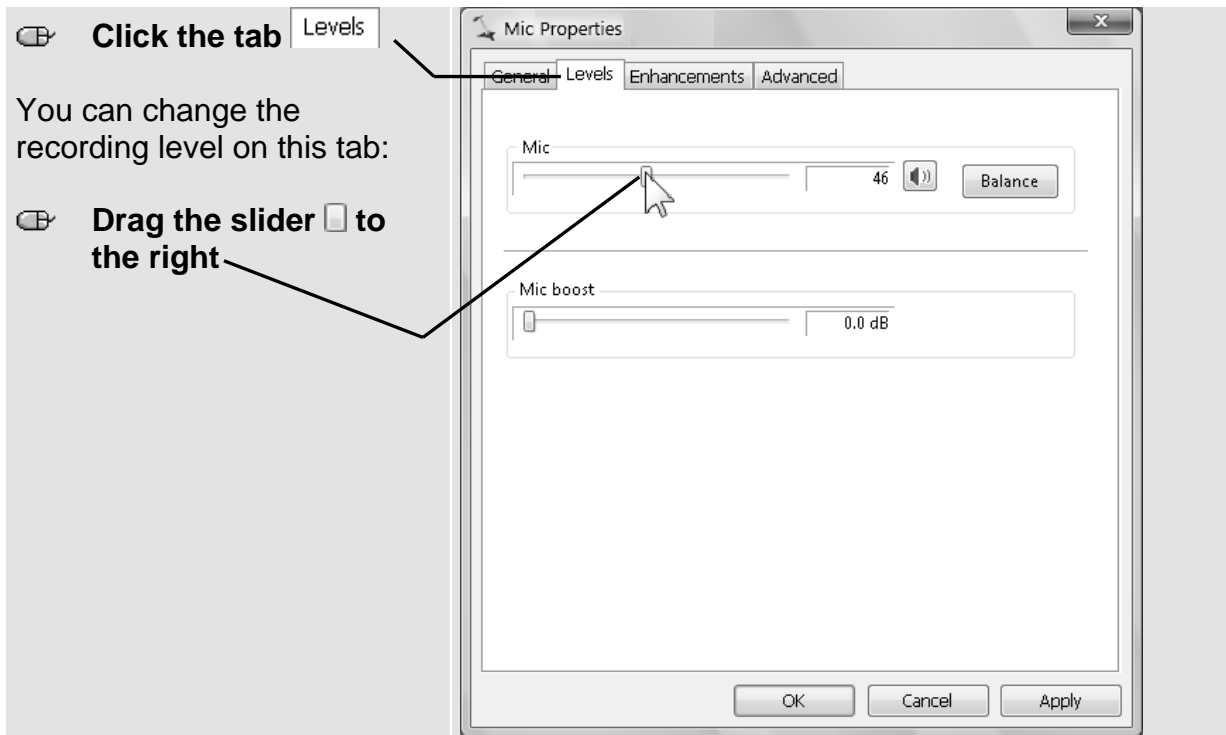 Click the tab Levels
You can change the
recording level on this tab:
Drag the slider to
the right
Mic Properties
General Levels Enhancements Advanced
Mic
46 Balance
Mic boost
0.0 dB
OK Cancel Apply